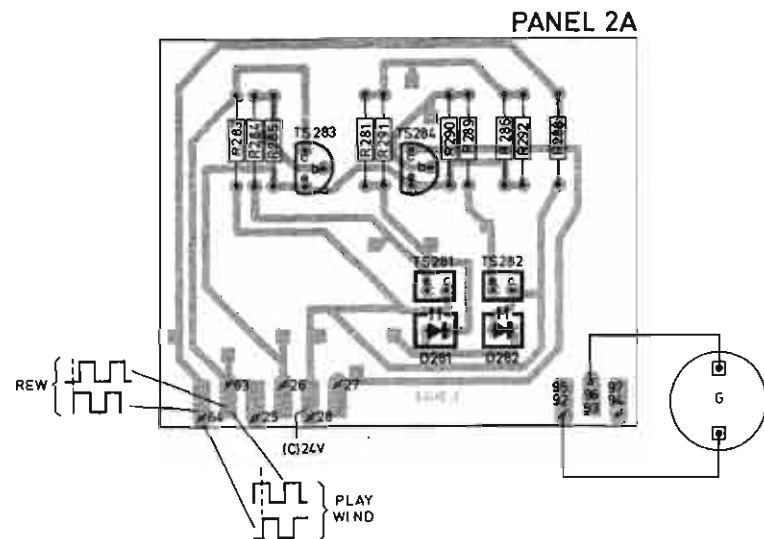 PANEL 2A
R283
R284
R285
TS283
R281
R291
TS284
R290
R289
R286
R292
R288
TS281
TS282
D281
D282
REW
63
64
25
26
27
28
(C)24V
PLAY
WIND
G